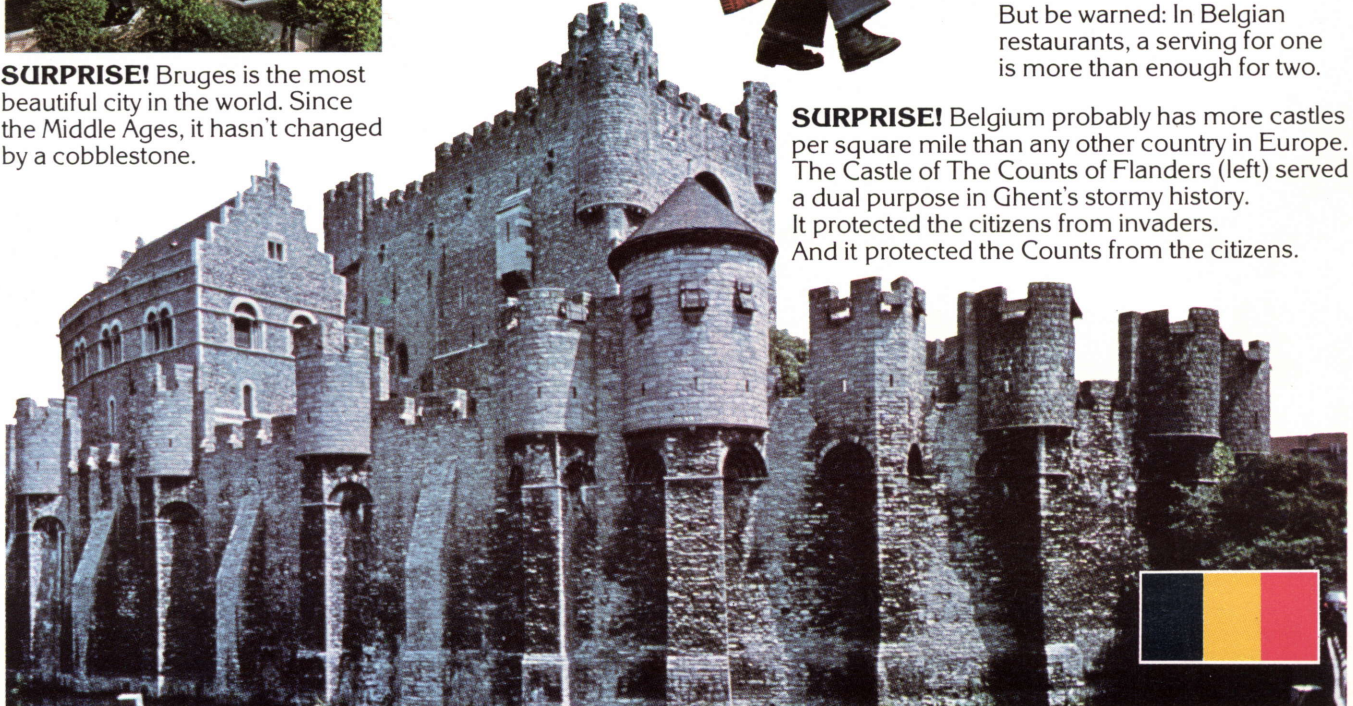 SURPRISE! Bruges is the most
beautiful city in the world. Since
the Middle Ages, it hasn't changed
by a cobblestone.
But be warned: In Belgian
restaurants, a serving for one
is more than enough for two.
SURPRISE! Belgium probably has more castles
per square mile than any other country in Europe.
The Castle of The Counts of Flanders (left) served
a dual purpose in Ghent's stormy history.
It protected the citizens from invaders.
And it protected the Counts from the citizens.